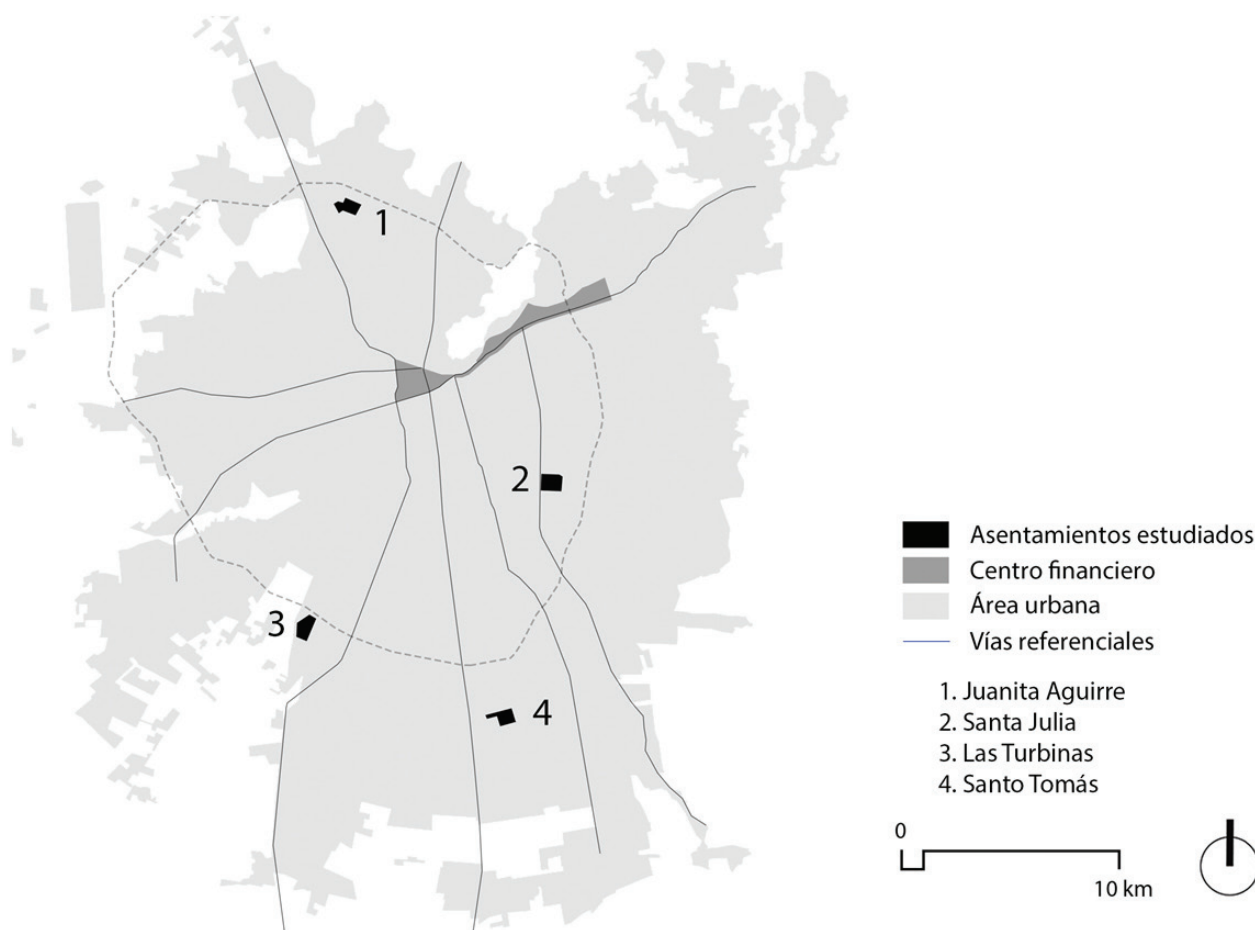 1
2
3
4
Asentamientos estudiados
Centro financiero
Área urbana
Vías referenciales
1. Juanita Aguirre
2. Santa Julia
3. Las Turbinas
4. Santo Tomás
0
10 km